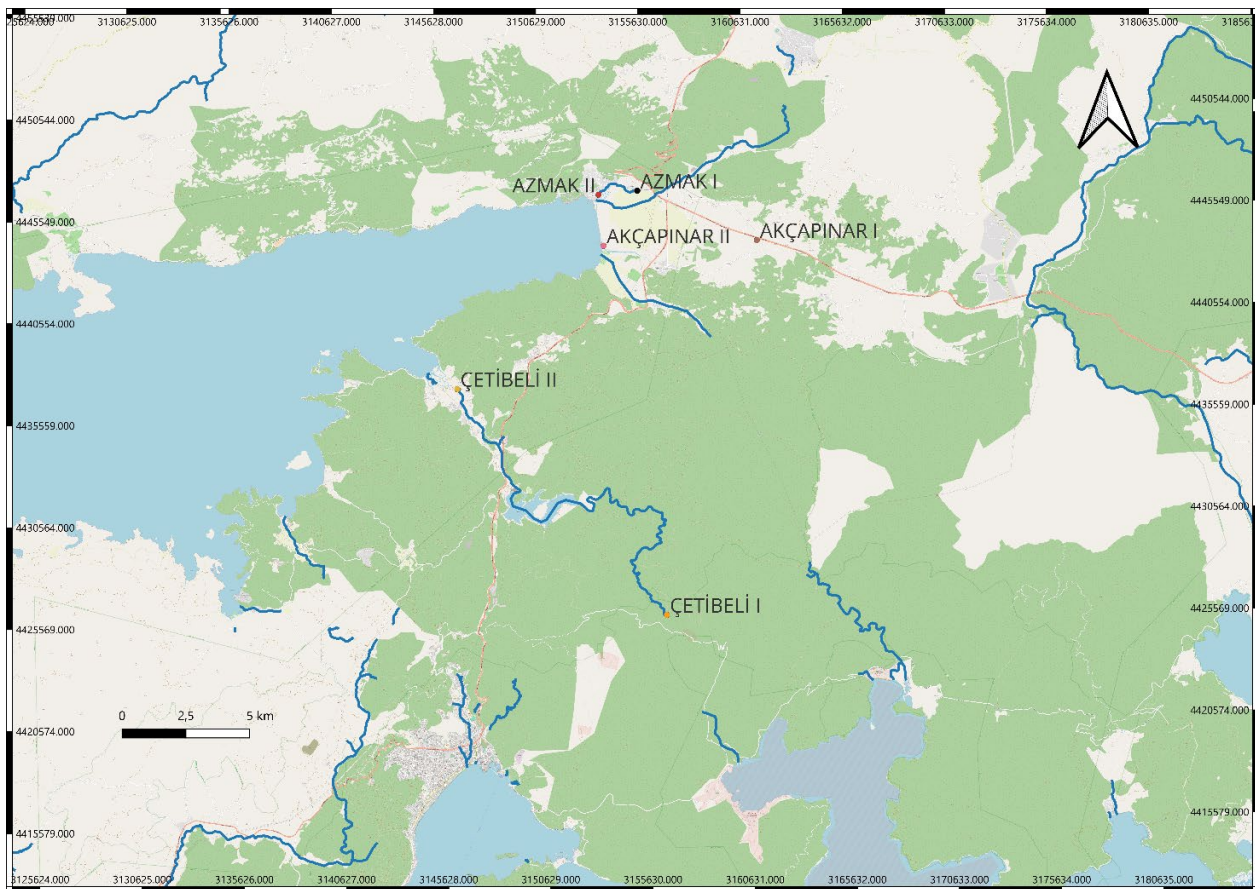 25624.000 3130625.000 3135626.000 3140627.000 3145628.000 3150629.000 3155630.000 3160631.000 3165632.000 3170633.000 3175634.000 3180635.000
4450544.000 4450544.000
AZMAK II AZMAK I
4445549.000 4445549.000
AKÇAPINAR II AKÇAPINAR I
4440554.000 4440554.000
ÇETİBELİ II
4435559.000 4435559.000
4430564.000 4430564.000
ÇETİBELİ I
4425569.000 4425569.000
0 2,5 5 km
4420574.000 4420574.000
4415579.000 4415579.000
3125624.000 3130625.000 3135626.000 3140627.000 3145628.000 3150629.000 3155630.000 3160631.000 3165632.000 3170633.000 3175634.000 3180635.000